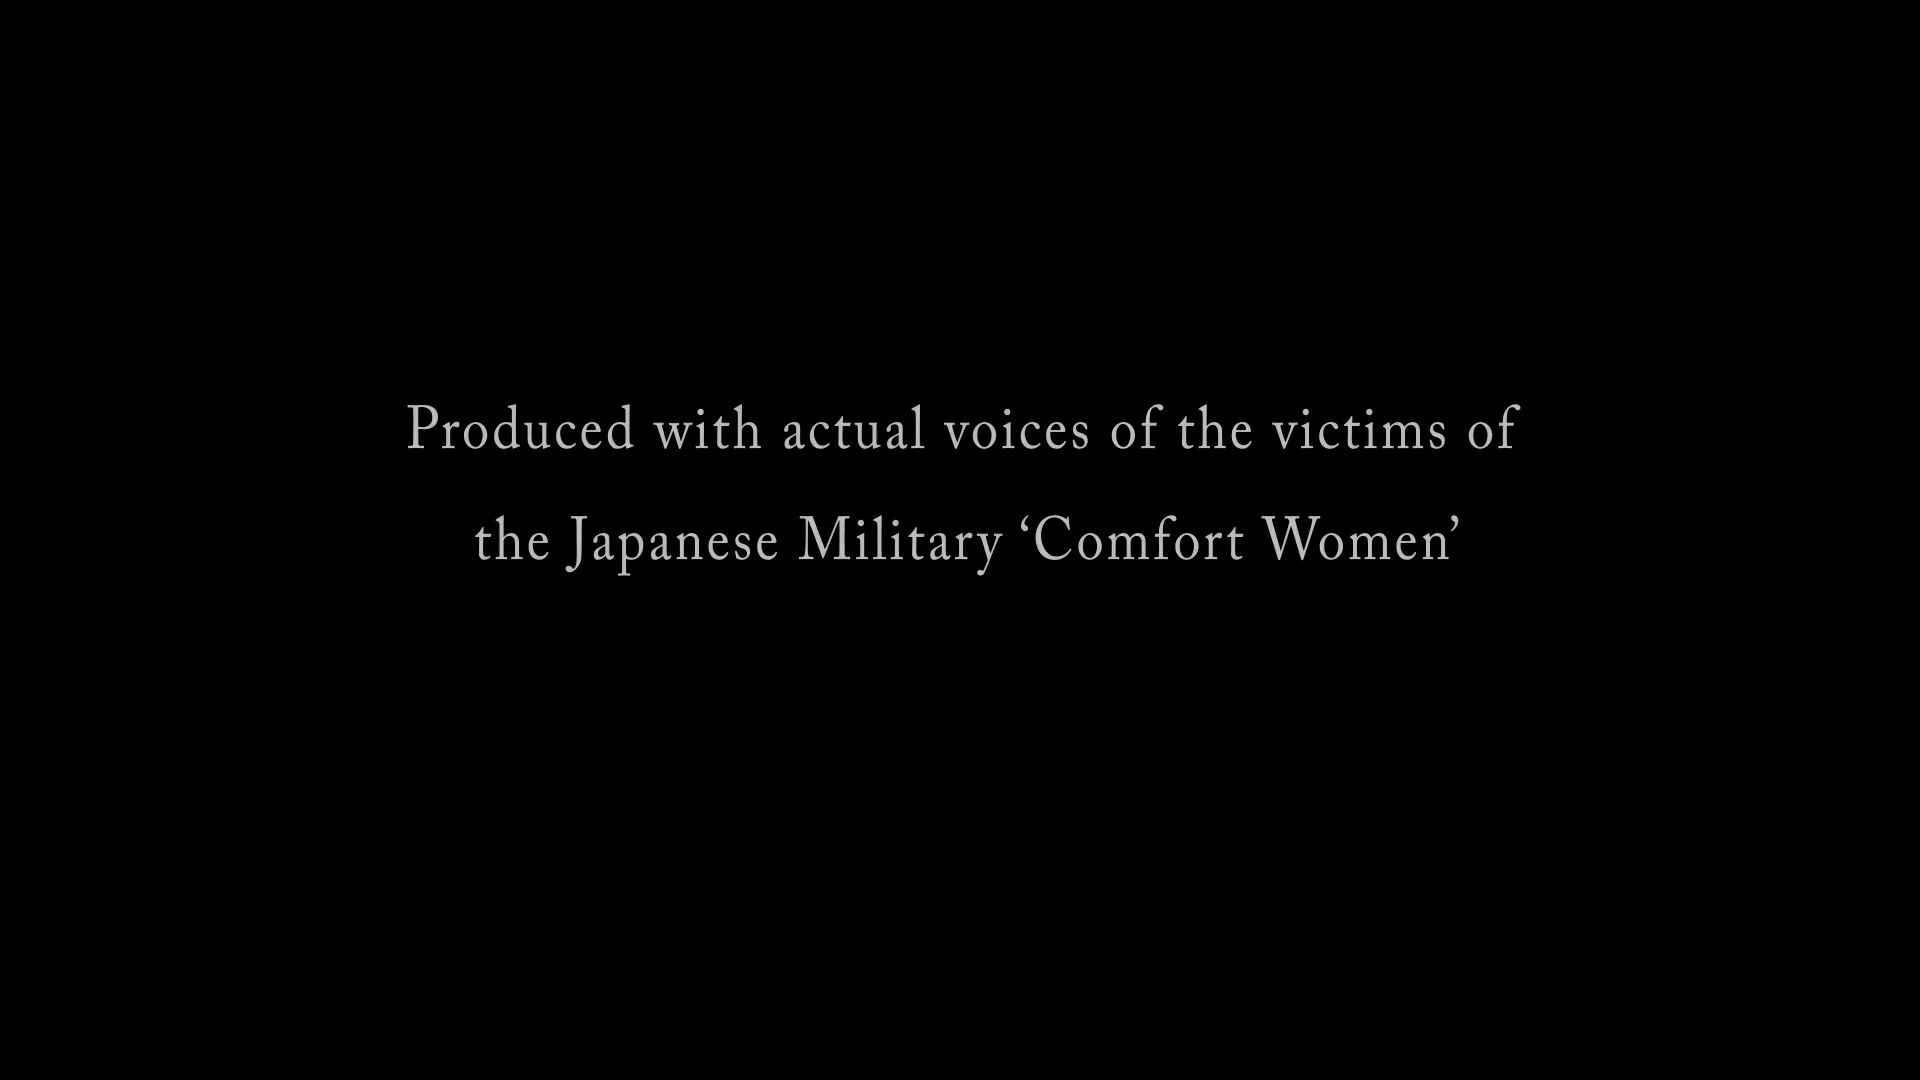 Produced with actual voices of the victims of
the Japanese Military ‘Comfort Women’